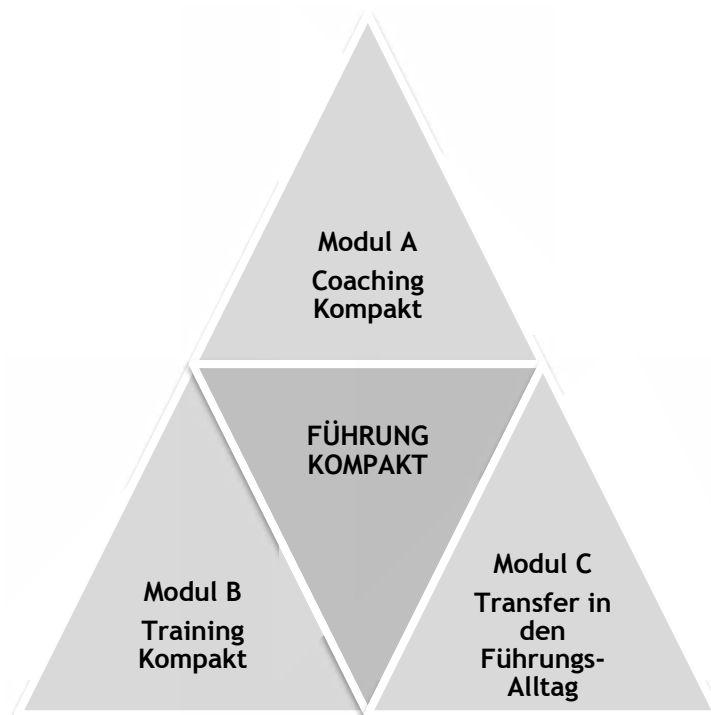 Modul A
Coaching
Kompakt
FÜHRUNG
KOMPAKT
Modul B
Training
Kompakt
Modul C
Transfer in
den
Führungs-
Alltag